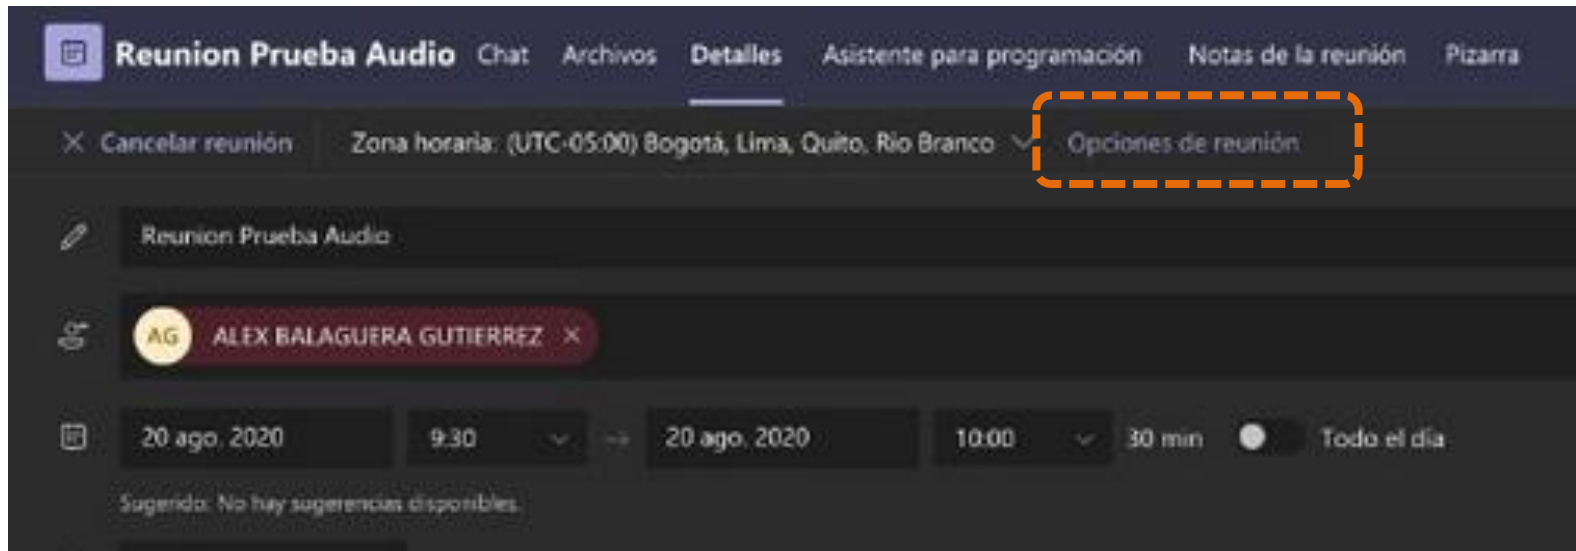 Reunion Prueba Audio Chat Archivos Detalles Asistente para programación Notas de la reunión Pizarra
Cancelar reunión Zona horaria: (UTC-05:00) Bogotá, Lima, Quito, Rio Branco Opciones de reunión
Reunion Prueba Audio
AG ALEX BALAGUERA GUTIERREZ
20 ago. 2020 9:30 → 20 ago. 2020 10:00 30 min Todo el día
Sugerido: No hay sugerencias disponibles.